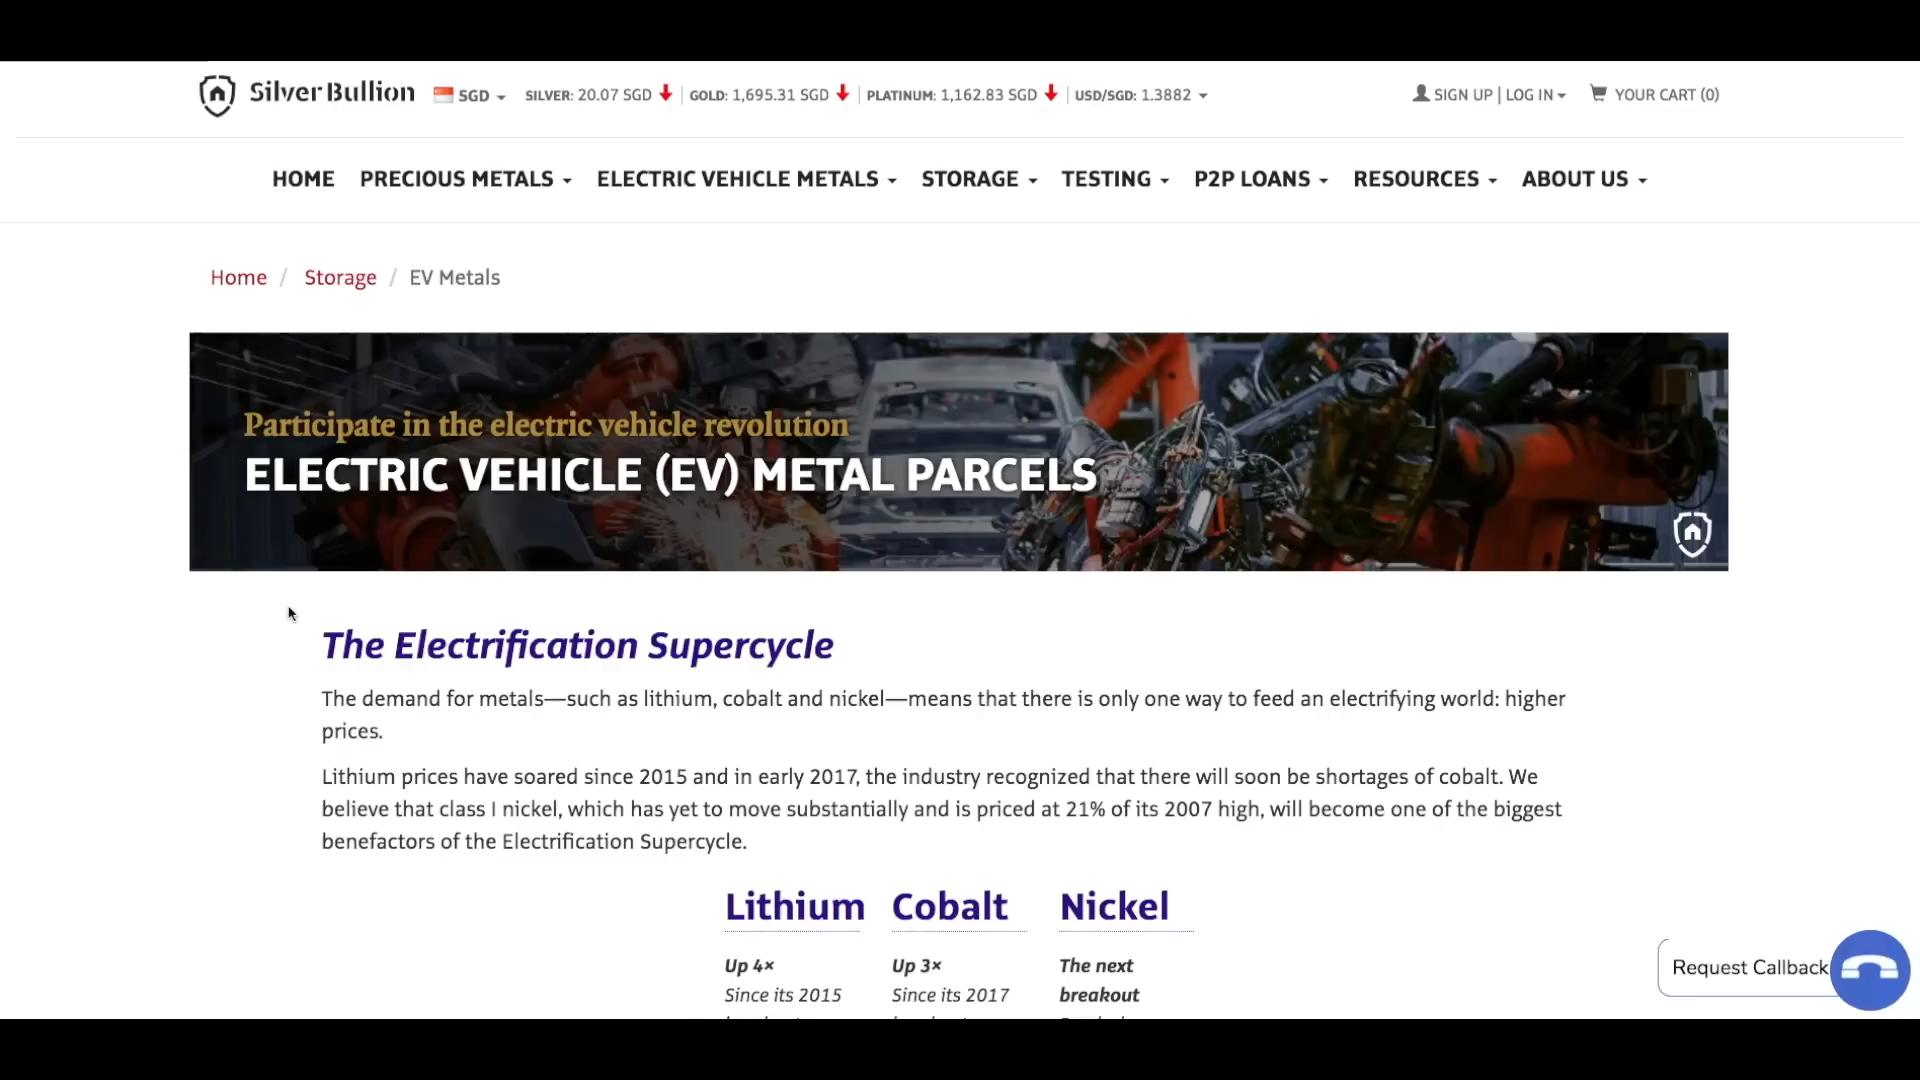 Silver Bullion SGD SILVER: 20.07 SGD GOLD: 1,695.31 SGD PLATINUM: 1,162.83 SGD USD/SGD: 1.3882 SIGN UP | LOG IN YOUR CART (0)
HOME PRECIOUS METALS ELECTRIC VEHICLE METALS STORAGE TESTING P2P LOANS RESOURCES ABOUT US
Home / Storage / EV Metals
Participate in the electric vehicle revolution
ELECTRIC VEHICLE (EV) METAL PARCELS
The Electrification Supercycle
The demand for metals—such as lithium, cobalt and nickel—means that there is only one way to feed an electrifying world: higher
prices.
Lithium prices have soared since 2015 and in early 2017, the industry recognized that there will soon be shortages of cobalt. We
believe that class I nickel, which has yet to move substantially and is priced at 21% of its 2007 high, will become one of the biggest
benefactors of the Electrification Supercycle.
Lithium Cobalt Nickel
Up 4× Up 3× The next
Since its 2015 Since its 2017 breakout
Request Callback